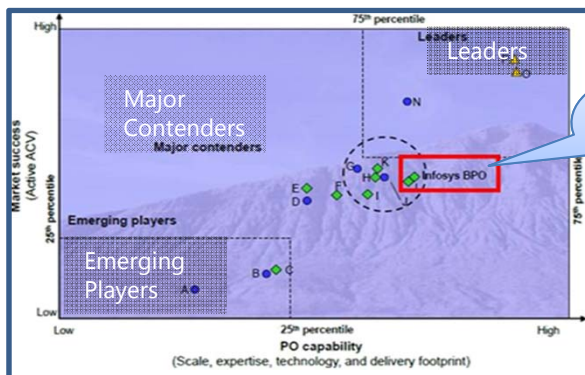 75th percentile
High
Leaders
Leaders
O
N
Major
Contenders
Major contenders
Market success
(Active ACV)
G
K
H
Infosys BPO
E
F
D
I
J
75th percentile
25th percentile
Emerging players
Emerging
Players
B
C
A
Low
Low
25th percentile
High
PO capability
(Scale, expertise, technology, and delivery footprint)